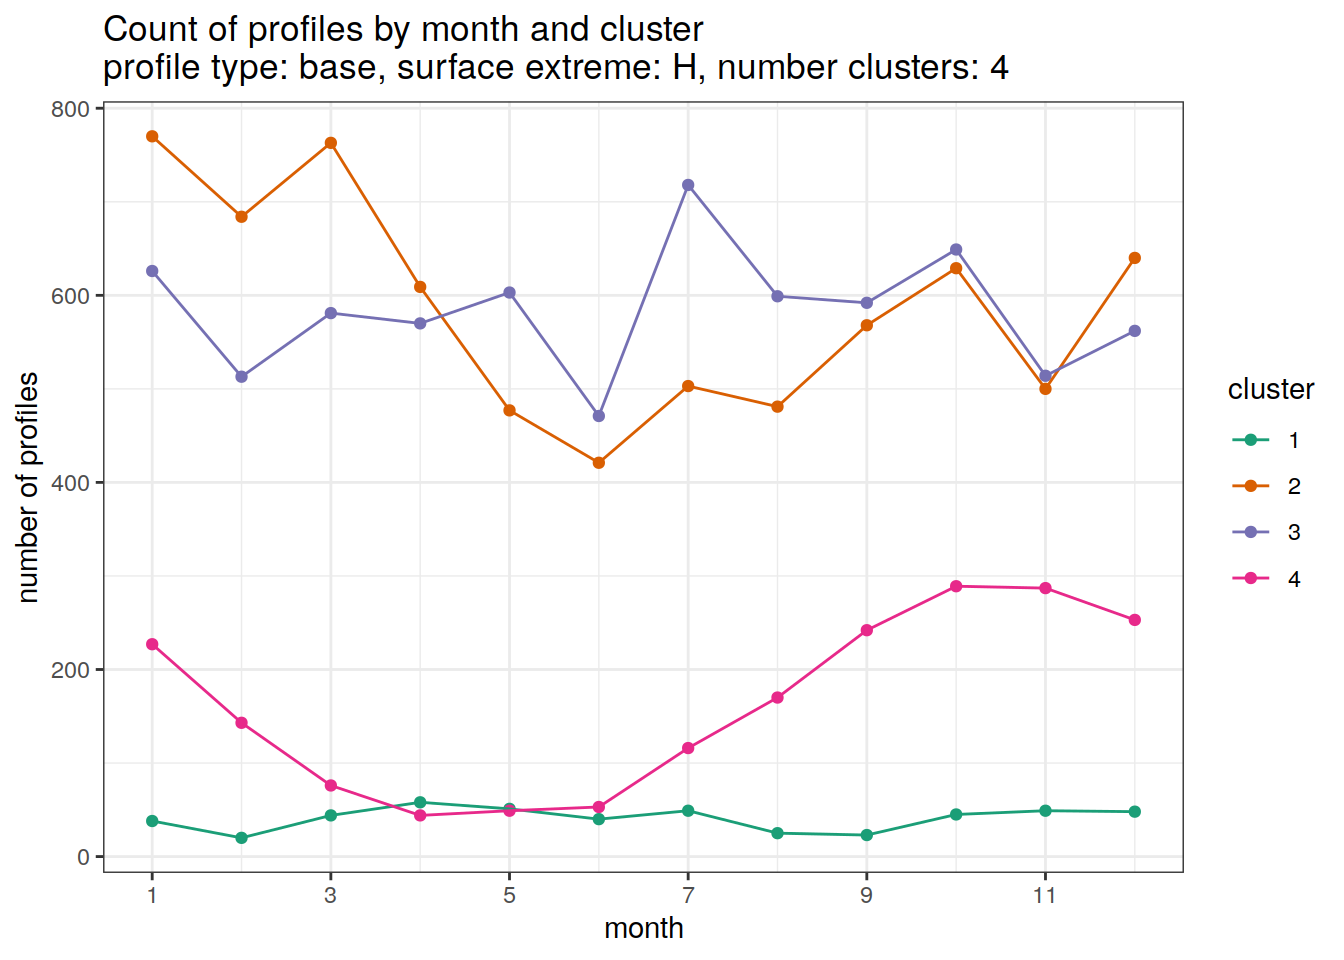 Count of profiles by month and cluster
profile type: base, surface extreme: H, number clusters: 4
800
600
400
200
0
number of profiles
1 3 5 7 9 11
month
cluster
1
2
3
4